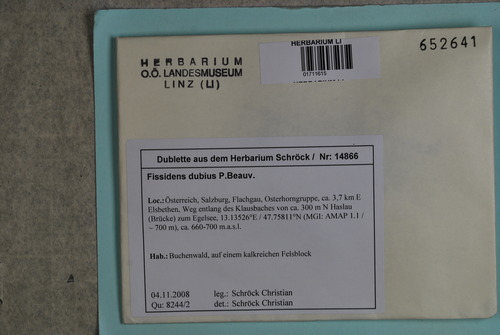 HERBARIUM
O.Ö. LANDESMUSEUM
LINZ (LI)
HERBARIUM LI
01711615
652641
Dublette aus dem Herbarium Schröck / Nr: 14866
Fissidens dubius P.Beauv.
Loc.: Österreich, Salzburg, Flachgau, Osterhorngruppe, ca. 3,7 km E
Elsbethen, Weg entlang des Klausbaches von ca. 300 m N Haslau
(Brücke) zum Egelsee, 13.13526°E / 47.75811°N (MGI: AMAP 1.1 /
~ 700 m), ca. 660-700 m.a.s.l.
Hab.: Buchenwald, auf einem kalkreichen Felsblock
04.11.2008 leg.: Schröck Christian
Qu: 8244/2 det.: Schröck Christian